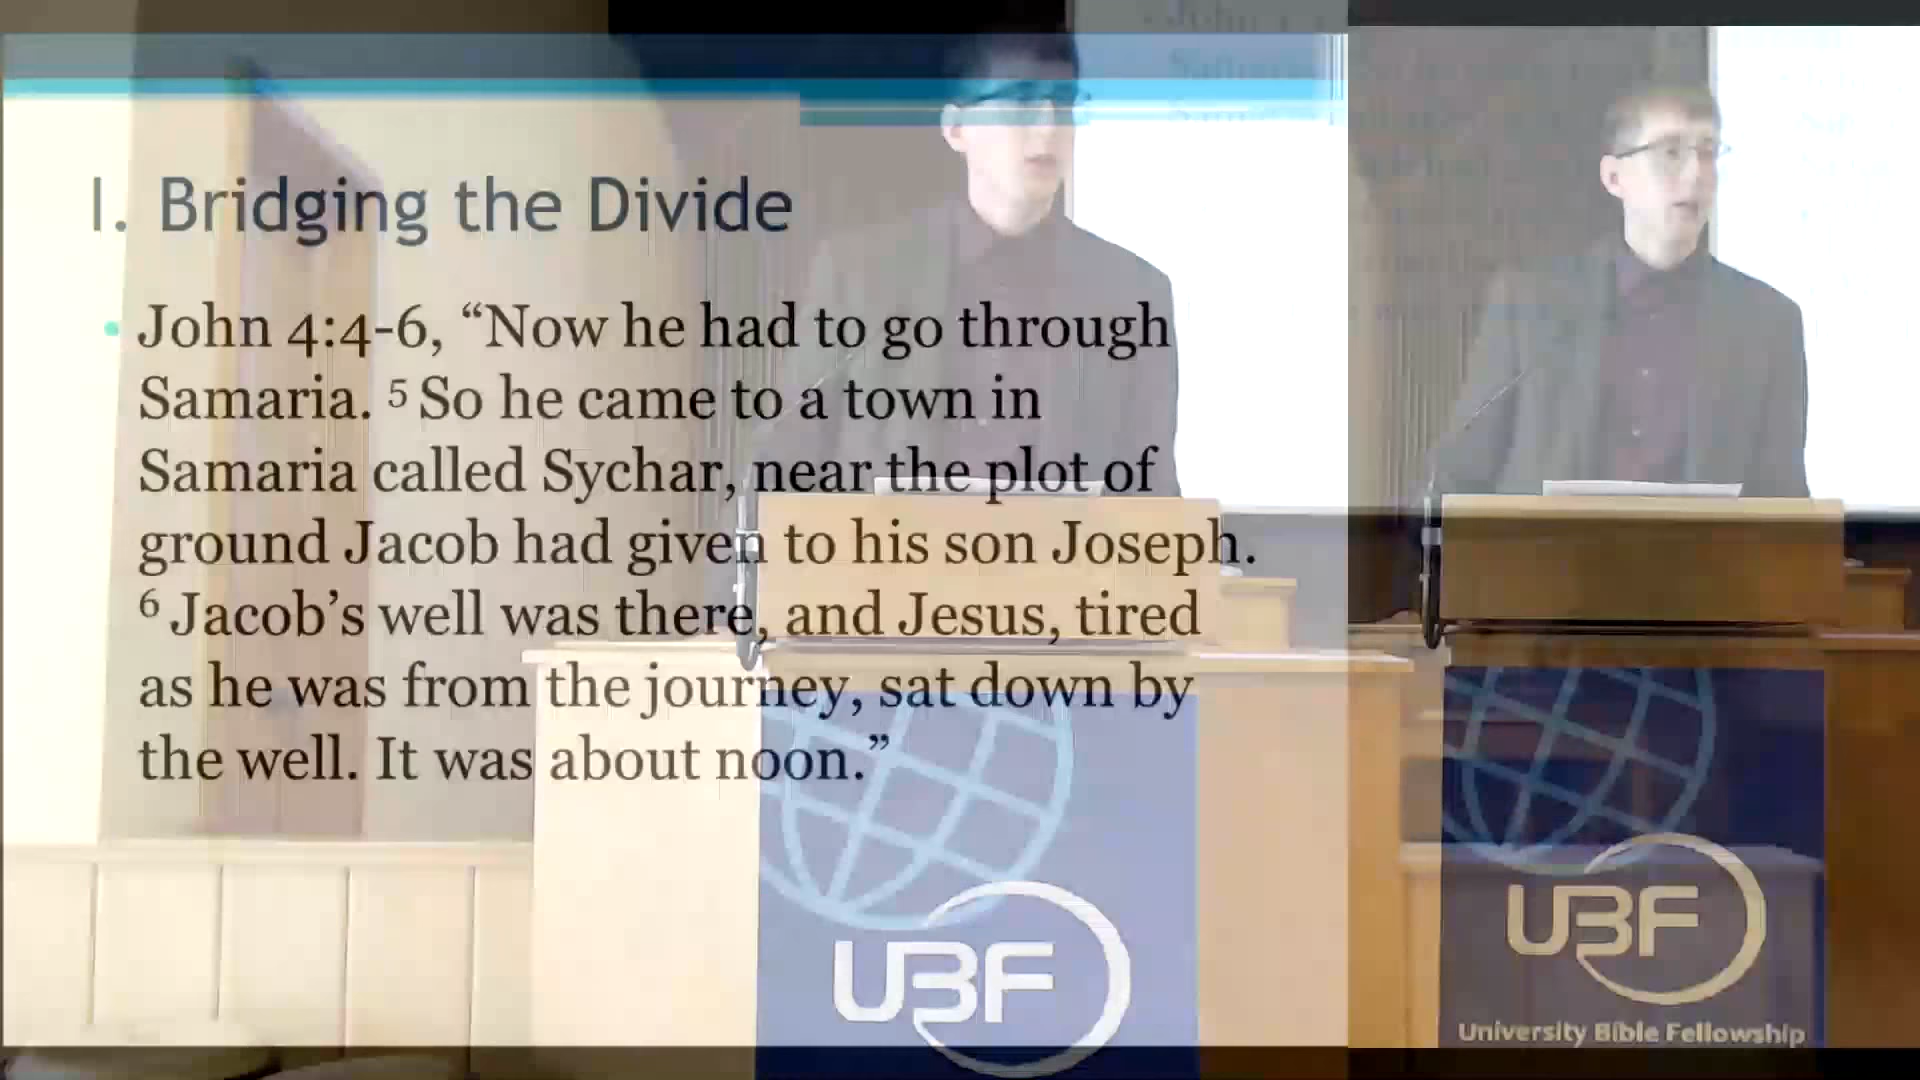 I. Bridging the Divide
• John 4:4-6, “Now he had to go through
Samaria. ⁵ So he came to a town in
Samaria called Sychar, near the plot of
ground Jacob had given to his son Joseph.
⁶ Jacob’s well was there, and Jesus, tired
as he was from the journey, sat down by
the well. It was about noon.”
UBF
UBF
University Bible Fellowship